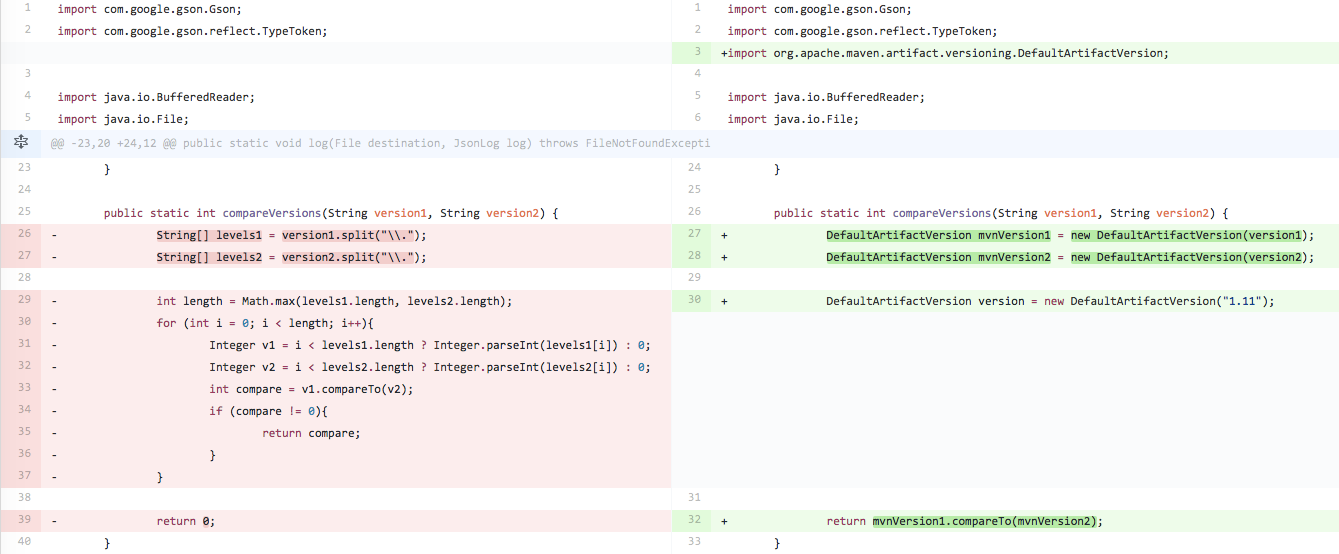 1 import com.google.gson.Gson;
2 import com.google.gson.reflect.TypeToken;
3
4 import java.io.BufferedReader;
5 import java.io.File;
@@ -23,20 +24,12 @@ public static void log(File destination, JsonLog log) throws FileNotFoundExcepti
23 }
24
25 public static int compareVersions(String version1, String version2) {
26 - String[] levels1 = version1.split("\\.");
27 - String[] levels2 = version2.split("\\.");
28
29 - int length = Math.max(levels1.length, levels2.length);
30 - for (int i = 0; i < length; i++){
31 - Integer v1 = i < levels1.length ? Integer.parseInt(levels1[i]) : 0;
32 - Integer v2 = i < levels2.length ? Integer.parseInt(levels2[i]) : 0;
33 - int compare = v1.compareTo(v2);
34 - if (compare != 0){
35 - return compare;
36 - }
37 - }
38
39 - return 0;
40 }
1 import com.google.gson.Gson;
2 import com.google.gson.reflect.TypeToken;
3 +import org.apache.maven.artifact.versioning.DefaultArtifactVersion;
4
5 import java.io.BufferedReader;
6 import java.io.File;
24 }
25
26 public static int compareVersions(String version1, String version2) {
27 + DefaultArtifactVersion mvnVersion1 = new DefaultArtifactVersion(version1);
28 + DefaultArtifactVersion mvnVersion2 = new DefaultArtifactVersion(version2);
29
30 + DefaultArtifactVersion version = new DefaultArtifactVersion("1.11");
31
32 + return mvnVersion1.compareTo(mvnVersion2);
33 }